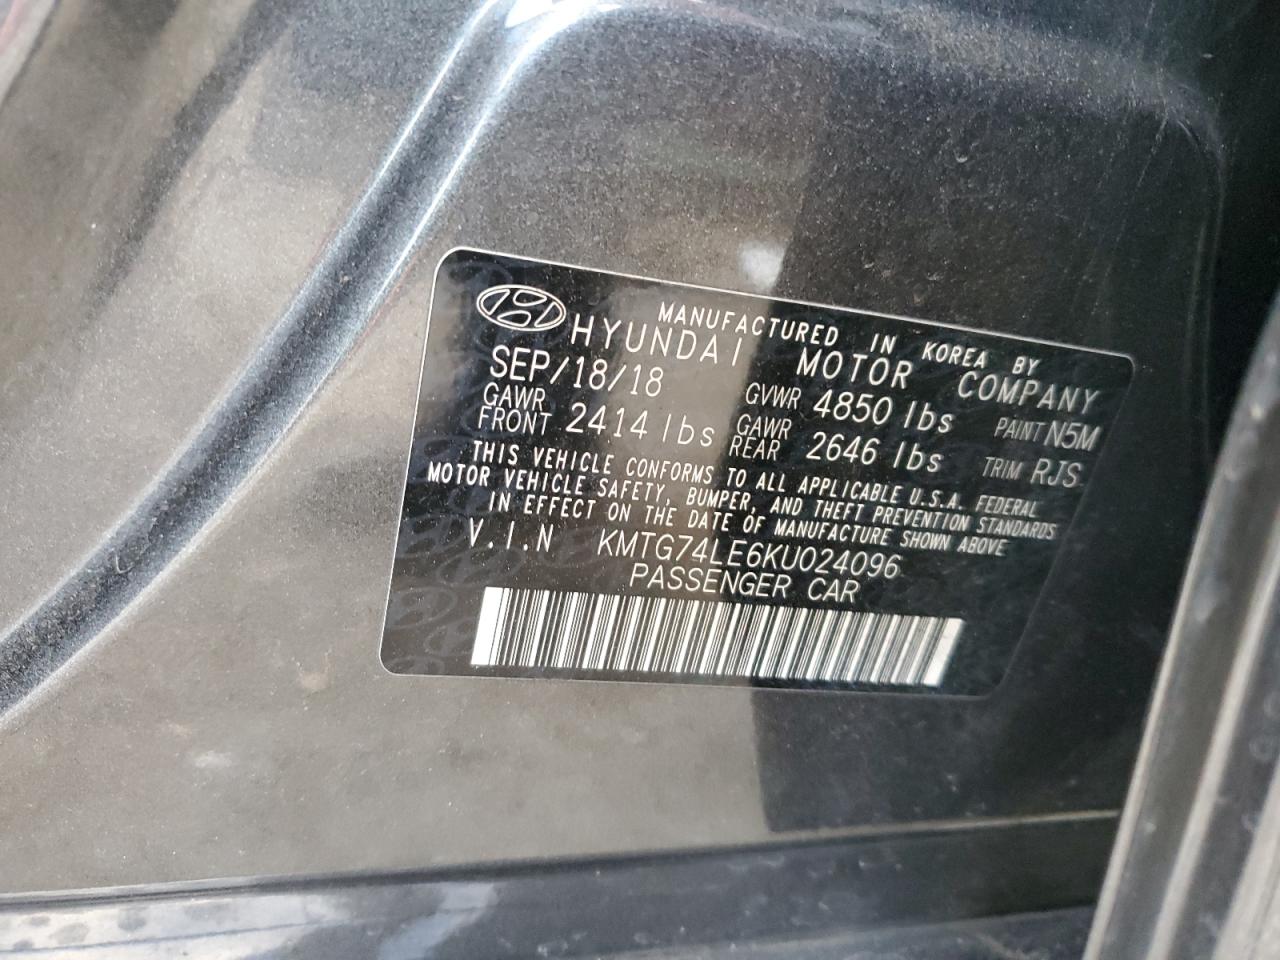 MANUFACTURED IN KOREA BY
HYUNDAI MOTOR COMPANY
SEP/18/18 GVWR 4850 lbs PAINT N5M
GAWR FRONT 2414 lbs GAWR REAR 2646 lbs TRIM RJS
THIS VEHICLE CONFORMS TO ALL APPLICABLE U.S.A. FEDERAL
MOTOR VEHICLE SAFETY, BUMPER, AND THEFT PREVENTION STANDARDS
IN EFFECT ON THE DATE OF MANUFACTURE SHOWN ABOVE
V.I.N KMTG74LE6KU024096
PASSENGER CAR